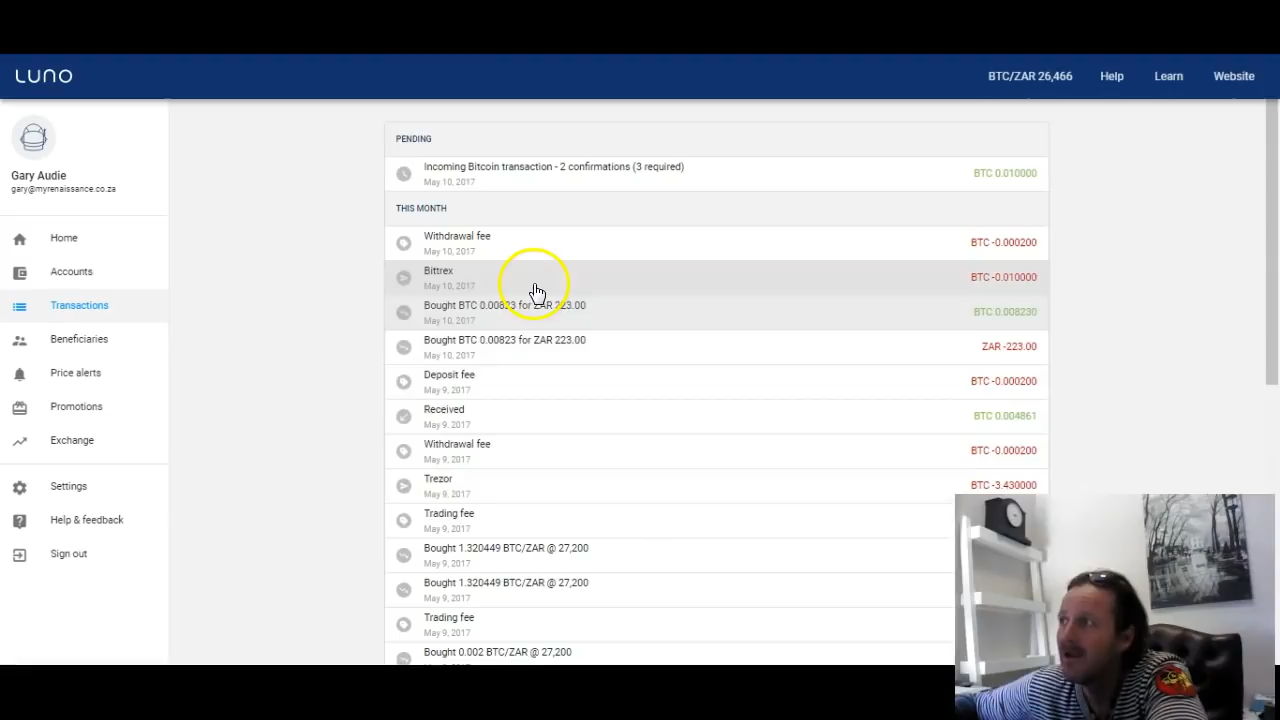 LUNO
BTC/ZAR 26,466
Help
Learn
Website
Gary Audie
gary@myrenaissance.co.za
Home
Accounts
Transactions
Beneficiaries
Price alerts
Promotions
Exchange
Settings
Help & feedback
Sign out
PENDING
Incoming Bitcoin transaction - 2 confirmations (3 required)
May 10, 2017
BTC 0.010000
THIS MONTH
Withdrawal fee
May 10, 2017
BTC -0.000200
Bittrex
May 10, 2017
BTC -0.010000
Bought BTC 0.00823 for ZAR 223.00
May 10, 2017
BTC 0.008230
Bought BTC 0.00823 for ZAR 223.00
May 10, 2017
ZAR -223.00
Deposit fee
May 9, 2017
BTC -0.000200
Received
May 9, 2017
BTC 0.004861
Withdrawal fee
May 9, 2017
BTC -0.000200
Trezor
May 9, 2017
BTC -3.430000
Trading fee
May 9, 2017
Bought 1.320449 BTC/ZAR @ 27,200
May 9, 2017
Bought 1.320449 BTC/ZAR @ 27,200
May 9, 2017
Trading fee
May 9, 2017
Bought 0.002 BTC/ZAR @ 27,200